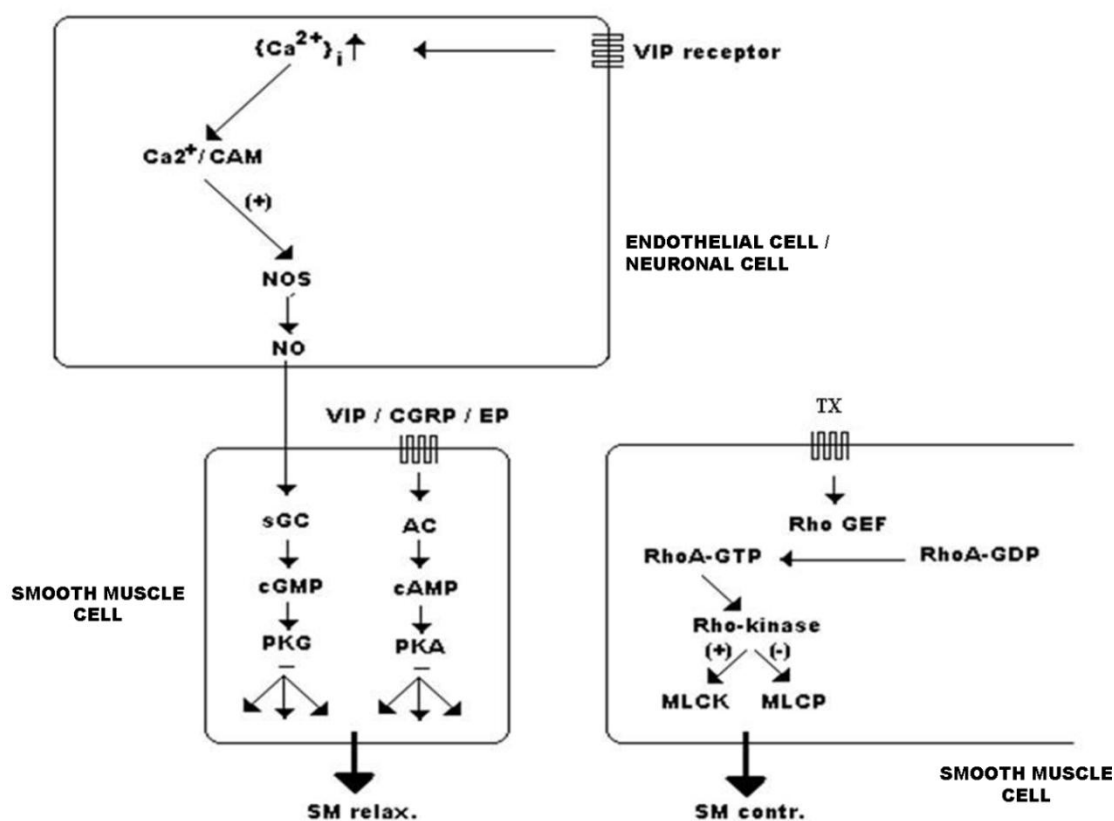 {Ca2+}i
VIP receptor
Ca2+/ CAM
(+)
ENDOTHELIAL CELL /
NEURONAL CELL
NOS
NO
VIP / CGRP / EP
TX
sGC
AC
Rho GEF
RhoA-GTP
RhoA-GDP
SMOOTH MUSCLE
CELL
cGMP
cAMP
Rho-kinase
(+)
(-)
PKG
PKA
MLCK
MLCP
SMOOTH MUSCLE
CELL
SM relax.
SM contr.